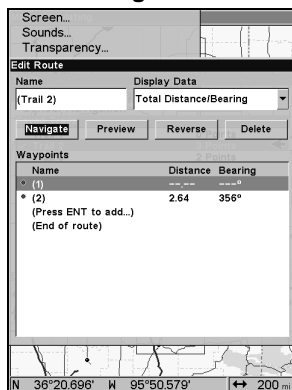 Screen...
Sounds...
Transparency...
Edit Route
Name Display Data
(Trail 2) Total Distance/Bearing
Navigate Preview Reverse Delete
Waypoints
Name Distance Bearing
(1) --.-- ---°
(2) 2.64 356°
(Press ENT to add...)
(End of route)
N 36°20.696' W 95°50.579' ↔ 200 mi